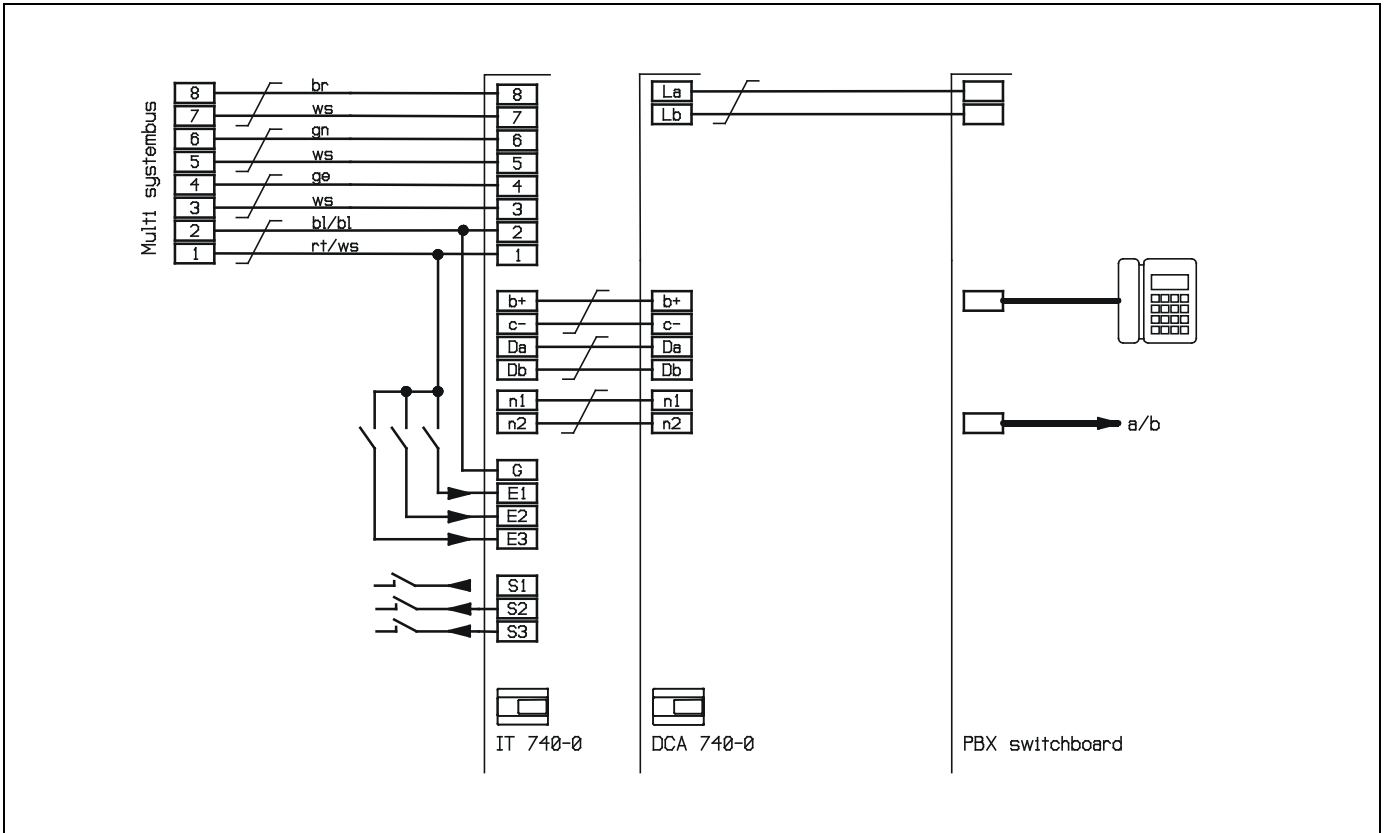 Multi systembus
8 br 8
7 ws 7
6 gn 6
5 ws 5
4 ge 4
3 ws 3
2 bl/bl 2
1 rt/ws 1
La
Lb
b+ b+
c- c-
Da Da
Db Db
n1 n1
n2 n2
a/b
G
E1
E2
E3
S1
S2
S3
IT 740-0
DCA 740-0
PBX switchboard